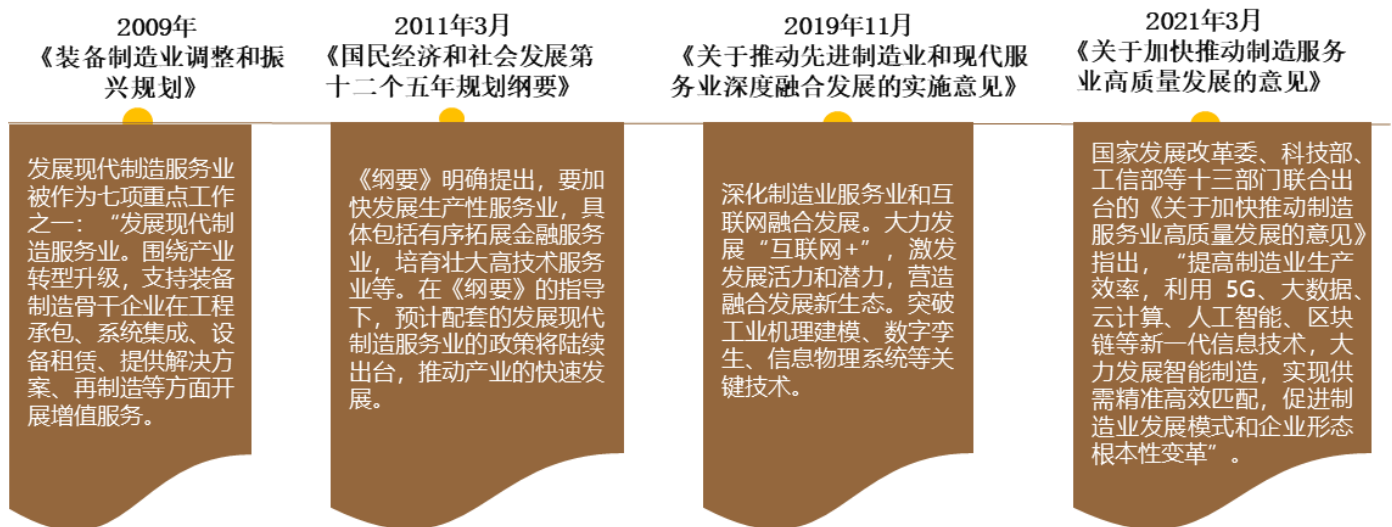 2009年
《装备制造业调整和振
兴规划》
发展现代制造服务业
被作为七项重点工作
之一：“发展现代制
造服务业。围绕产业
转型升级，支持装备
制造骨干企业在工程
承包、系统集成、设
备租赁、提供解决方
案、再制造等方面开
展增值服务。
2011年3月
《国民经济和社会发展第
十二个五年规划纲要》
《纲要》明确提出，要加
快发展生产性服务业，具
体包括有序拓展金融服务
业，培育壮大高技术服务
业等。在《纲要》的指导
下，预计配套的发展现代
制造服务业的政策将陆续
出台，推动产业的快速发
展。
2019年11月
《关于推动先进制造业和现代服
务业深度融合发展的实施意见》
深化制造业服务业和互
联网融合发展。大力发
展“互联网+”，激发
发展活力和潜力，营造
融合发展新生态。突破
工业机理建模、数字孪
生、信息物理系统等关
键技术。
2021年3月
《关于加快推动制造服务
业高质量发展的意见》
国家发展改革委、科技部、
工信部等十三部门联合出
台的《关于加快推动制造
服务业高质量发展的意见》
指出，“提高制造业生产
效率，利用 5G、大数据、
云计算、人工智能、区块
链等新一代信息技术，大
力发展智能制造，实现供
需精准高效匹配，促进制
造业发展模式和企业形态
根本性变革”。